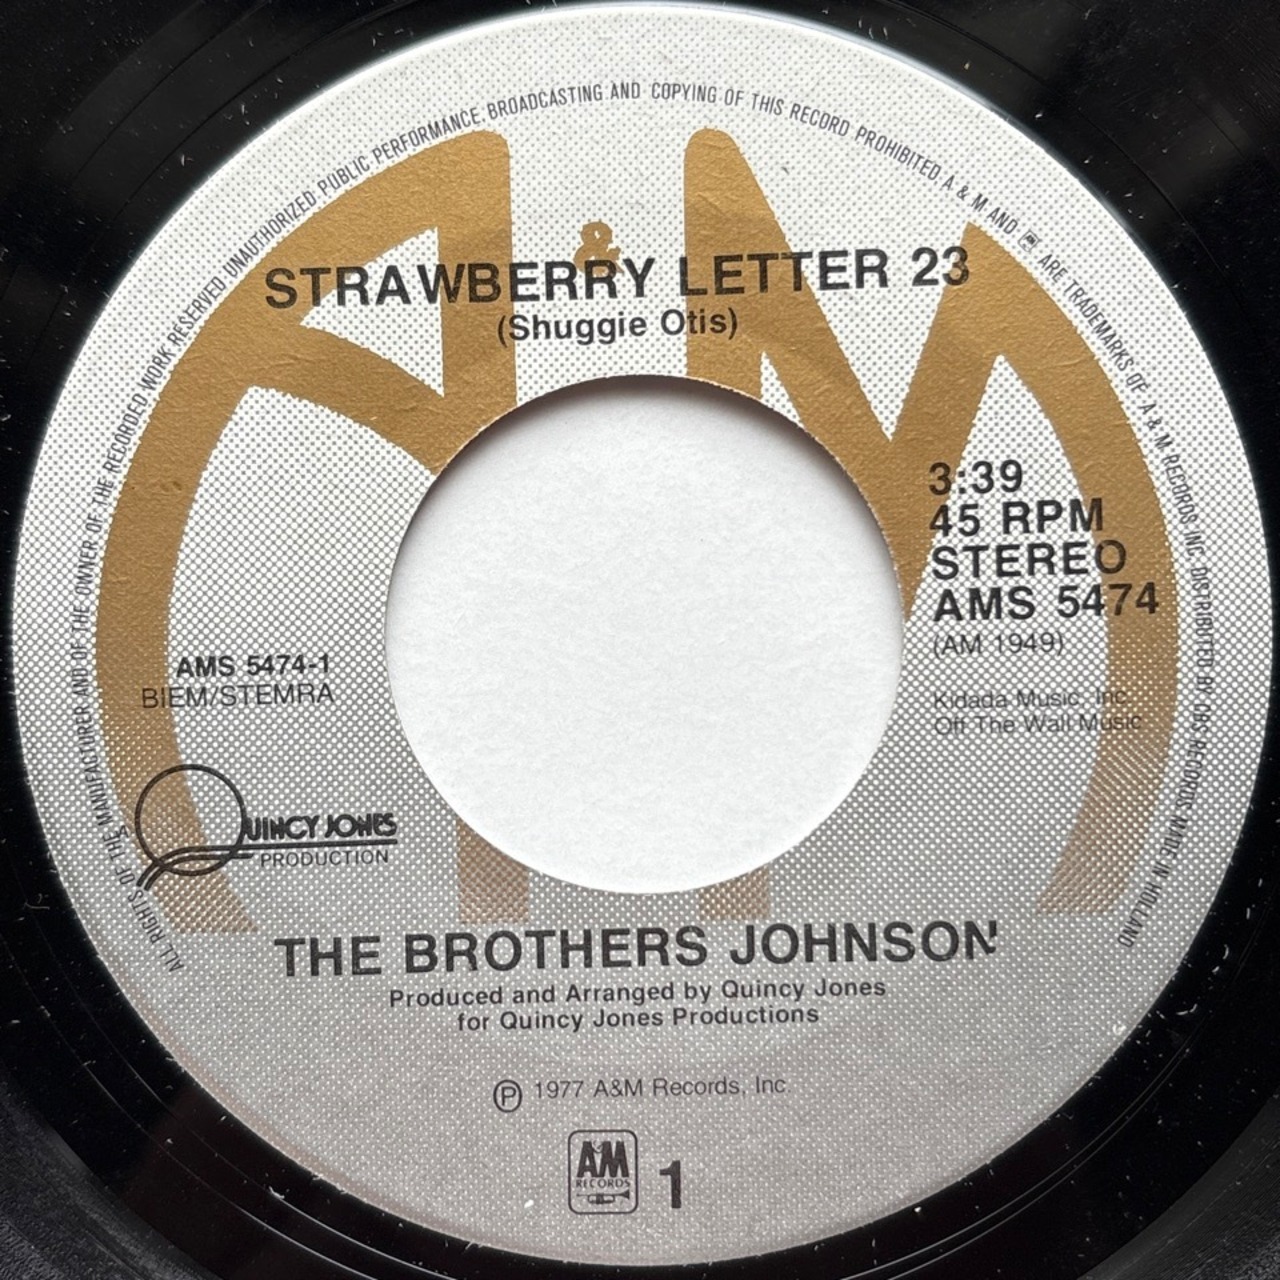 ALL RIGHTS OF THE MANUFACTURER AND OF THE OWNER OF THE RECORDED WORK RESERVED UNAUTHORIZED PUBLIC PERFORMANCE, BROADCASTING AND COPYING OF THIS RECORD PROHIBITED A & M AND AM ARE TRADEMARKS OF A & M RECORDS INC. DISTRIBUTED BY CBS RECORDS MADE IN HOLLAND
A&M
STRAWBERRY LETTER 23
(Shuggie Otis)
3:39
45 RPM
STEREO
AMS 5474
(AM 1949)
Kidada Music, Inc
Off The Wall Music
AMS 5474-1
BIEM/STEMRA
QUINCY JONES
PRODUCTION
THE BROTHERS JOHNSON
Produced and Arranged by Quincy Jones
for Quincy Jones Productions
Ⓟ 1977 A&M Records, Inc.
A&M
RECORDS
1